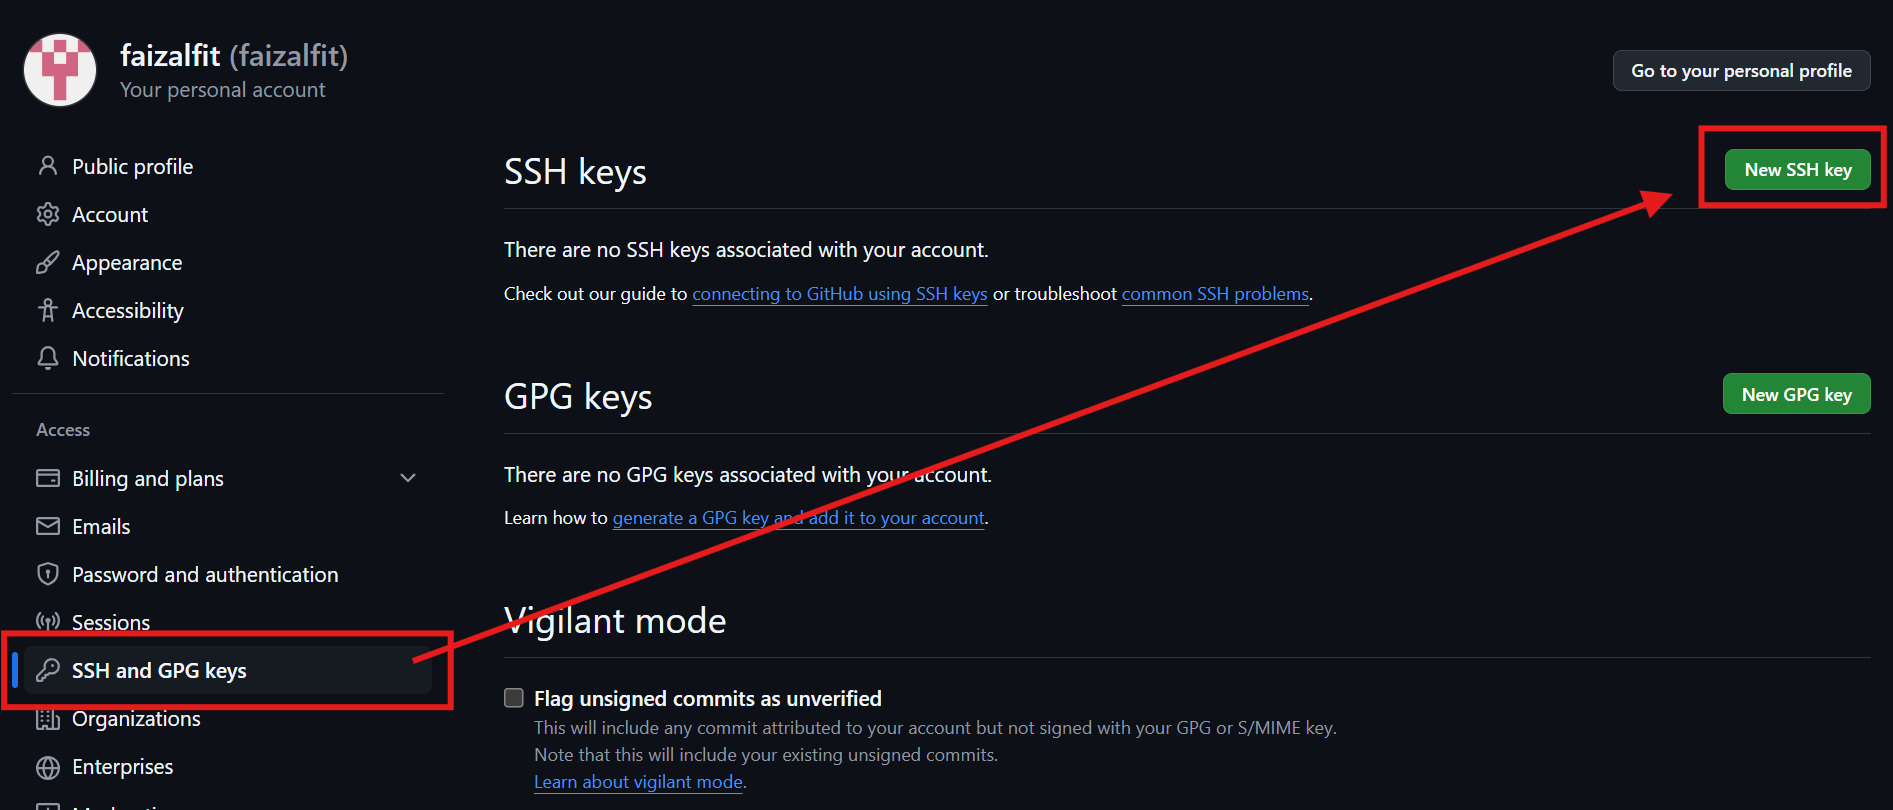 faizalfit (faizalfit)
Your personal account
Go to your personal profile
Public profile
Account
Appearance
Accessibility
Notifications
Access
Billing and plans
Emails
Password and authentication
Sessions
SSH and GPG keys
Organizations
Enterprises
SSH keys
New SSH key
There are no SSH keys associated with your account.
Check out our guide to connecting to GitHub using SSH keys or troubleshoot common SSH problems.
GPG keys
New GPG key
There are no GPG keys associated with your account.
Learn how to generate a GPG key and add it to your account.
Vigilant mode
Flag unsigned commits as unverified
This will include any commit attributed to your account but not signed with your GPG or S/MIME key.
Note that this will include your existing unsigned commits.
Learn about vigilant mode.